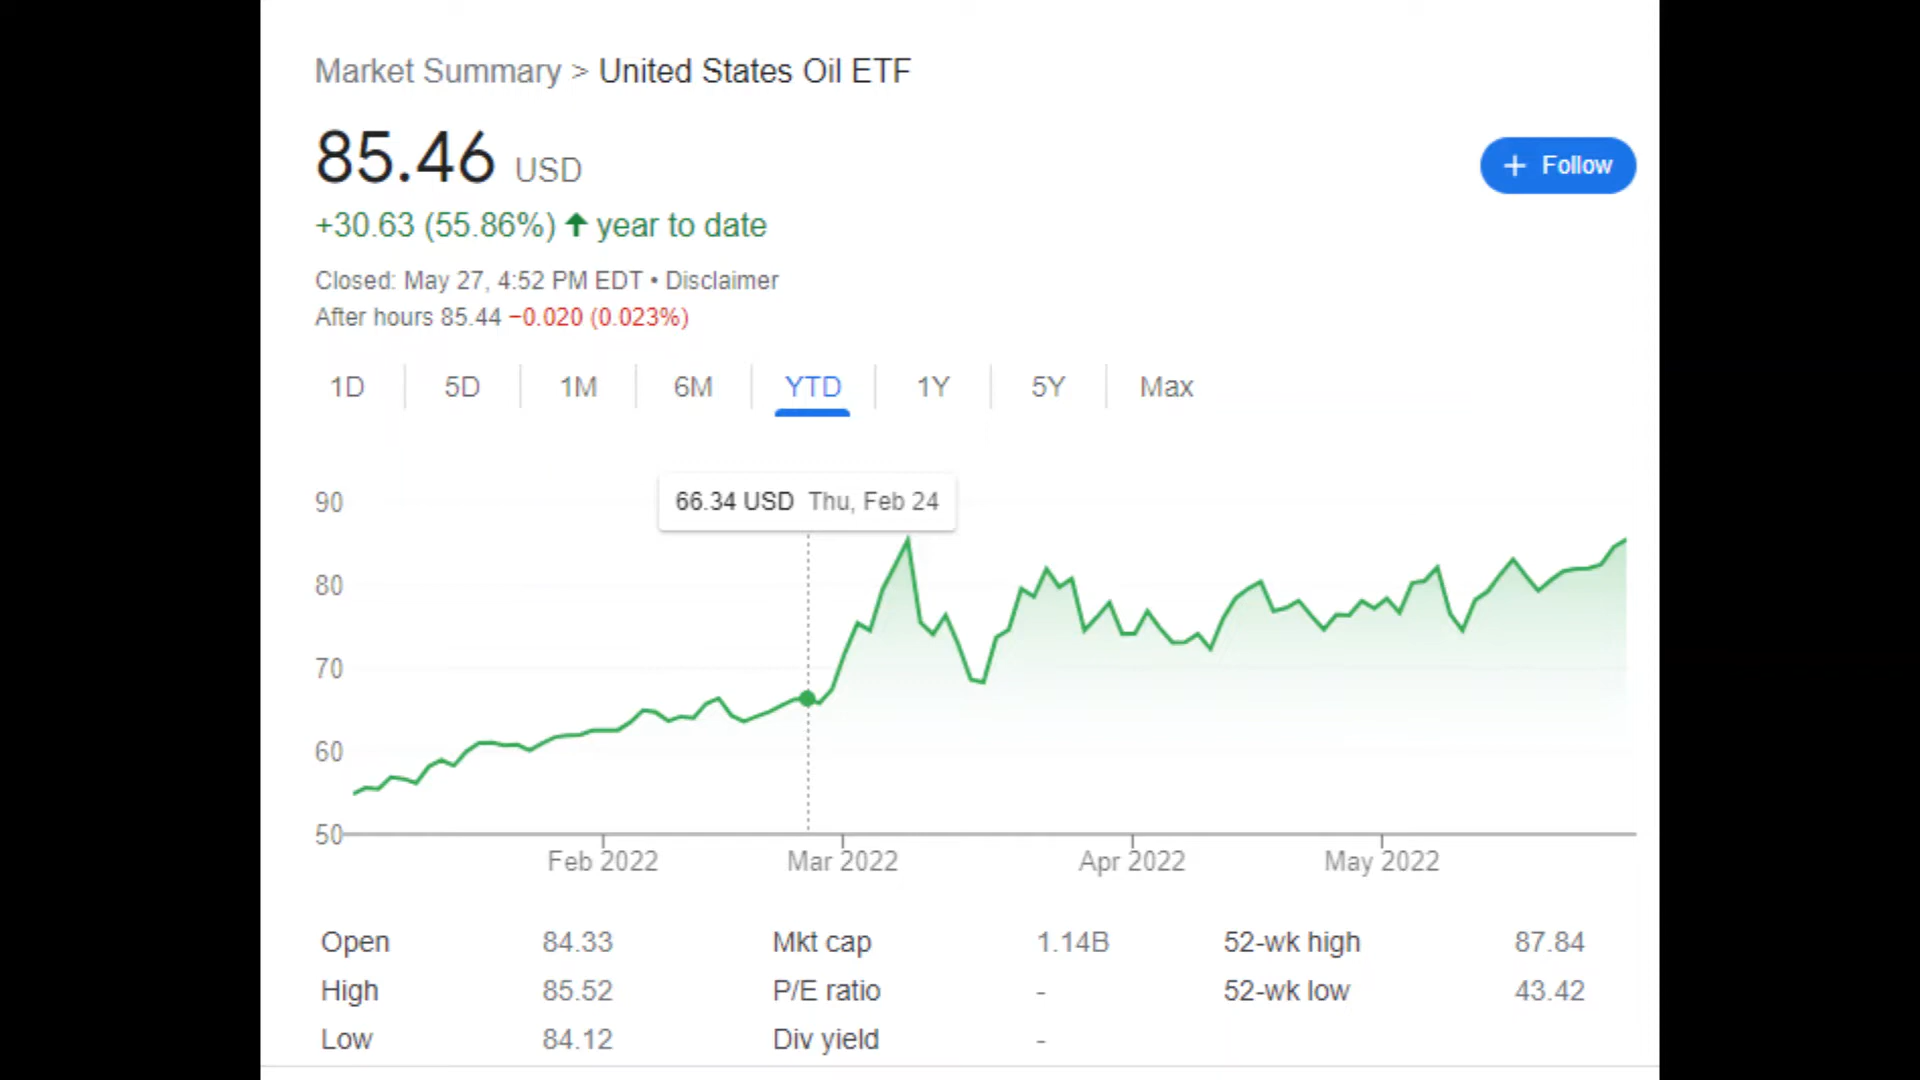 Market Summary > United States Oil ETF
85.46 USD
+ Follow
+30.63 (55.86%) ↑ year to date
Closed: May 27, 4:52 PM EDT • Disclaimer
After hours 85.44 −0.020 (0.023%)
1D 5D 1M 6M YTD 1Y 5Y Max
66.34 USD Thu, Feb 24
90
80
70
60
50
Feb 2022 Mar 2022 Apr 2022 May 2022
Open 84.33 Mkt cap 1.14B 52-wk high 87.84
High 85.52 P/E ratio - 52-wk low 43.42
Low 84.12 Div yield -